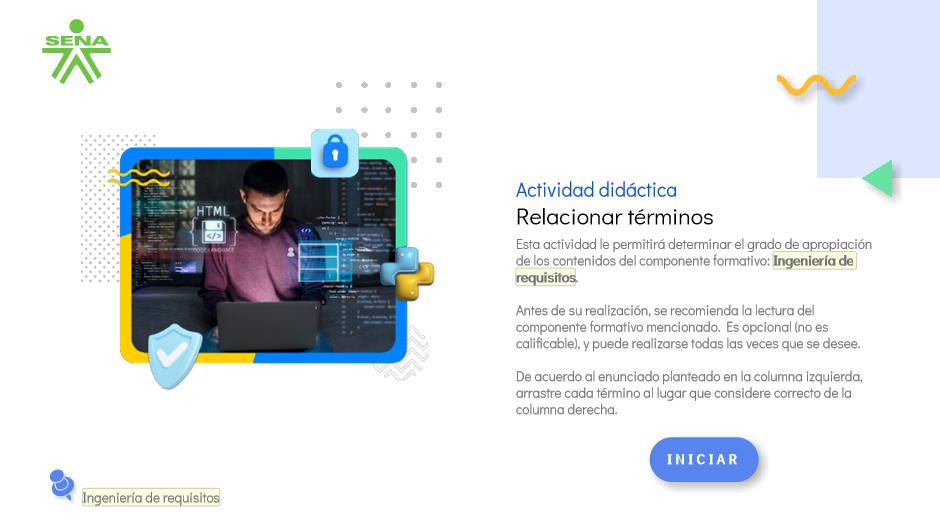 SENA
HTML
Actividad didáctica
Relacionar términos
Esta actividad le permitirá determinar el grado de apropiación
de los contenidos del componente formativo: Ingeniería de
requisitos.
Antes de su realización, se recomienda la lectura del
componente formativo mencionado. Es opcional (no es
calificable), y puede realizarse todas las veces que se desee.
De acuerdo al enunciado planteado en la columna izquierda,
arrastre cada término al lugar que considere correcto de la
columna derecha.
INICIAR
Ingeniería de requisitos